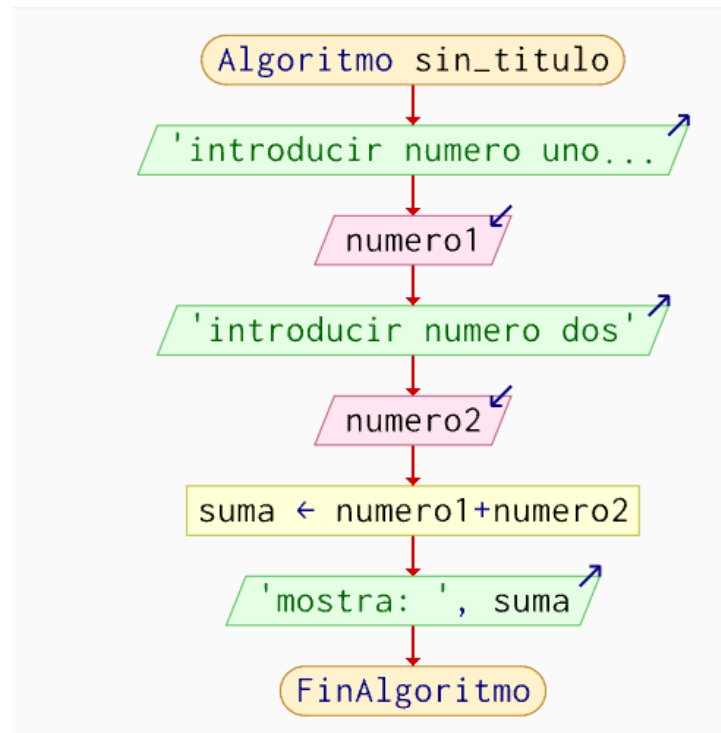 Algoritmo sin_titulo
'introducir numero uno...
numero1
'introducir numero dos'
numero2
suma ← numero1+numero2
'mostra: ', suma
FinAlgoritmo